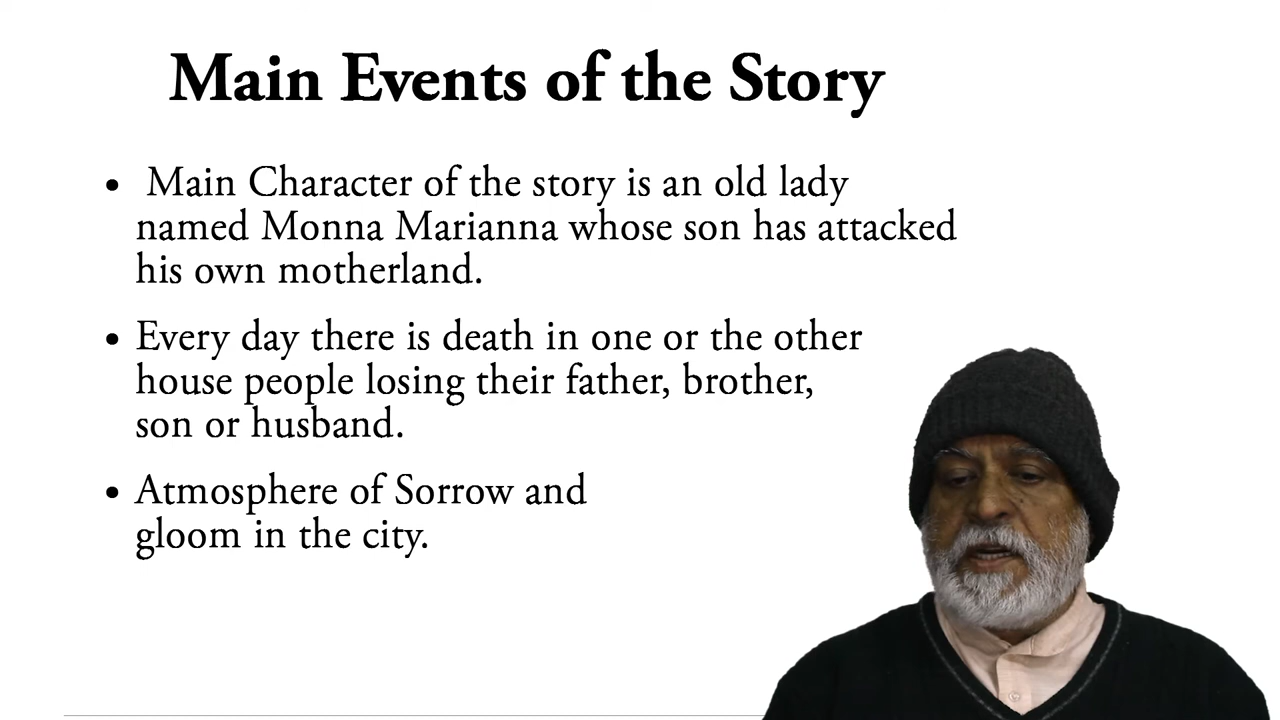 Main Events of the Story
• Main Character of the story is an old lady
named Monna Marianna whose son has attacked
his own motherland.
• Every day there is death in one or the other
house people losing their father, brother,
son or husband.
• Atmosphere of Sorrow and
gloom in the city.